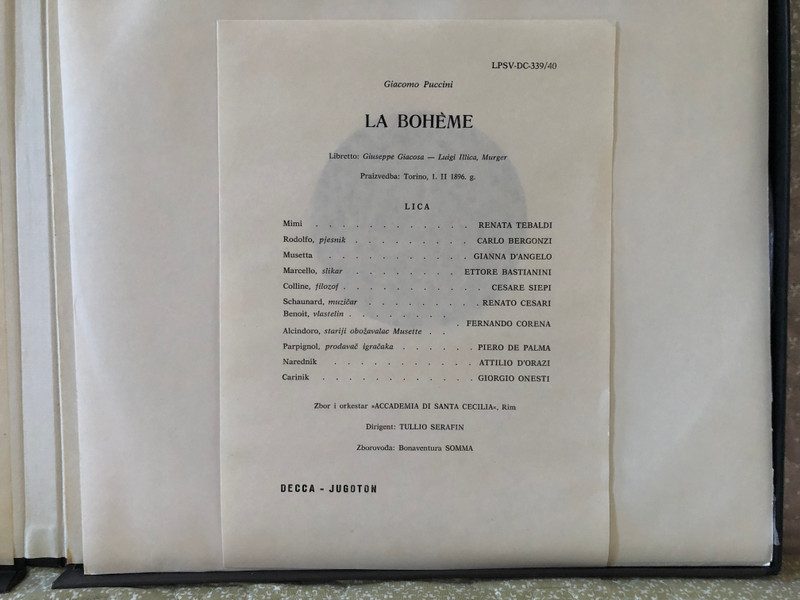 LPSV-DC-339/40
Giacomo Puccini
LA BOHÈME
Libretto: Giuseppe Giacosa — Luigi Illica, Murger
Praizvedba: Torino, 1. II 1896. g.
LICA
Mimi . . . . . . . . . . . . RENATA TEBALDI
Rodolfo, pjesnik . . . . . . . . . CARLO BERGONZI
Musetta . . . . . . . . . . . GIANNA D'ANGELO
Marcello, slikar . . . . . . . . ETTORE BASTIANINI
Colline, filozof . . . . . . . . . . . CESARE SIEPI
Schaunard, muzičar . . . . . . . . . RENATO CESARI
Benoit, vlastelin . . . . . . . .
. FERNANDO CORENA
Alcindoro, stariji obožavalac Musette . .
Parpignol, prodavač igračaka . . . . . . PIERO DE PALMA
Narednik . . . . . . . . . . . ATTILIO D'ORAZI
Carinik . . . . . . . . . . . . GIORGIO ONESTI
Zbor i orkestar »ACCADEMIA DI SANTA CECILIA«, Rim
Dirigent: TULLIO SERAFIN
Zborovođa: Bonaventura SOMMA
DECCA - JUGOTON